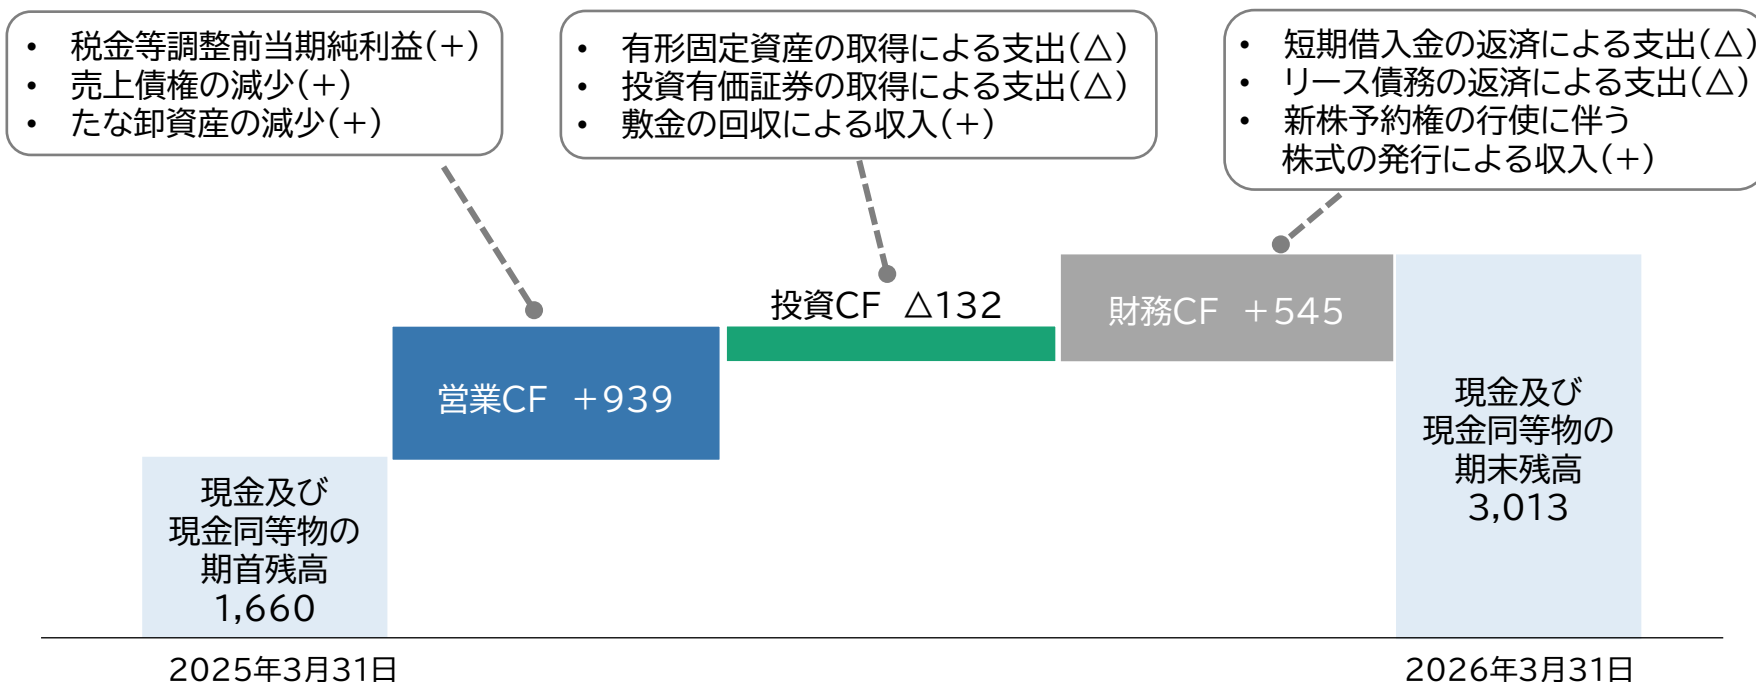 • 税金等調整前当期純利益(＋)
• 売上債権の減少(＋)
• たな卸資産の減少(＋)
• 有形固定資産の取得による支出(△)
• 投資有価証券の取得による支出(△)
• 敷金の回収による収入(＋)
• 短期借入金の返済による支出(△)
• リース債務の返済による支出(△)
• 新株予約権の行使に伴う
株式の発行による収入(＋)
現金及び
現金同等物の
期首残高
1,660
営業CF ＋939
投資CF △132
財務CF ＋545
現金及び
現金同等物の
期末残高
3,013
2025年3月31日
2026年3月31日